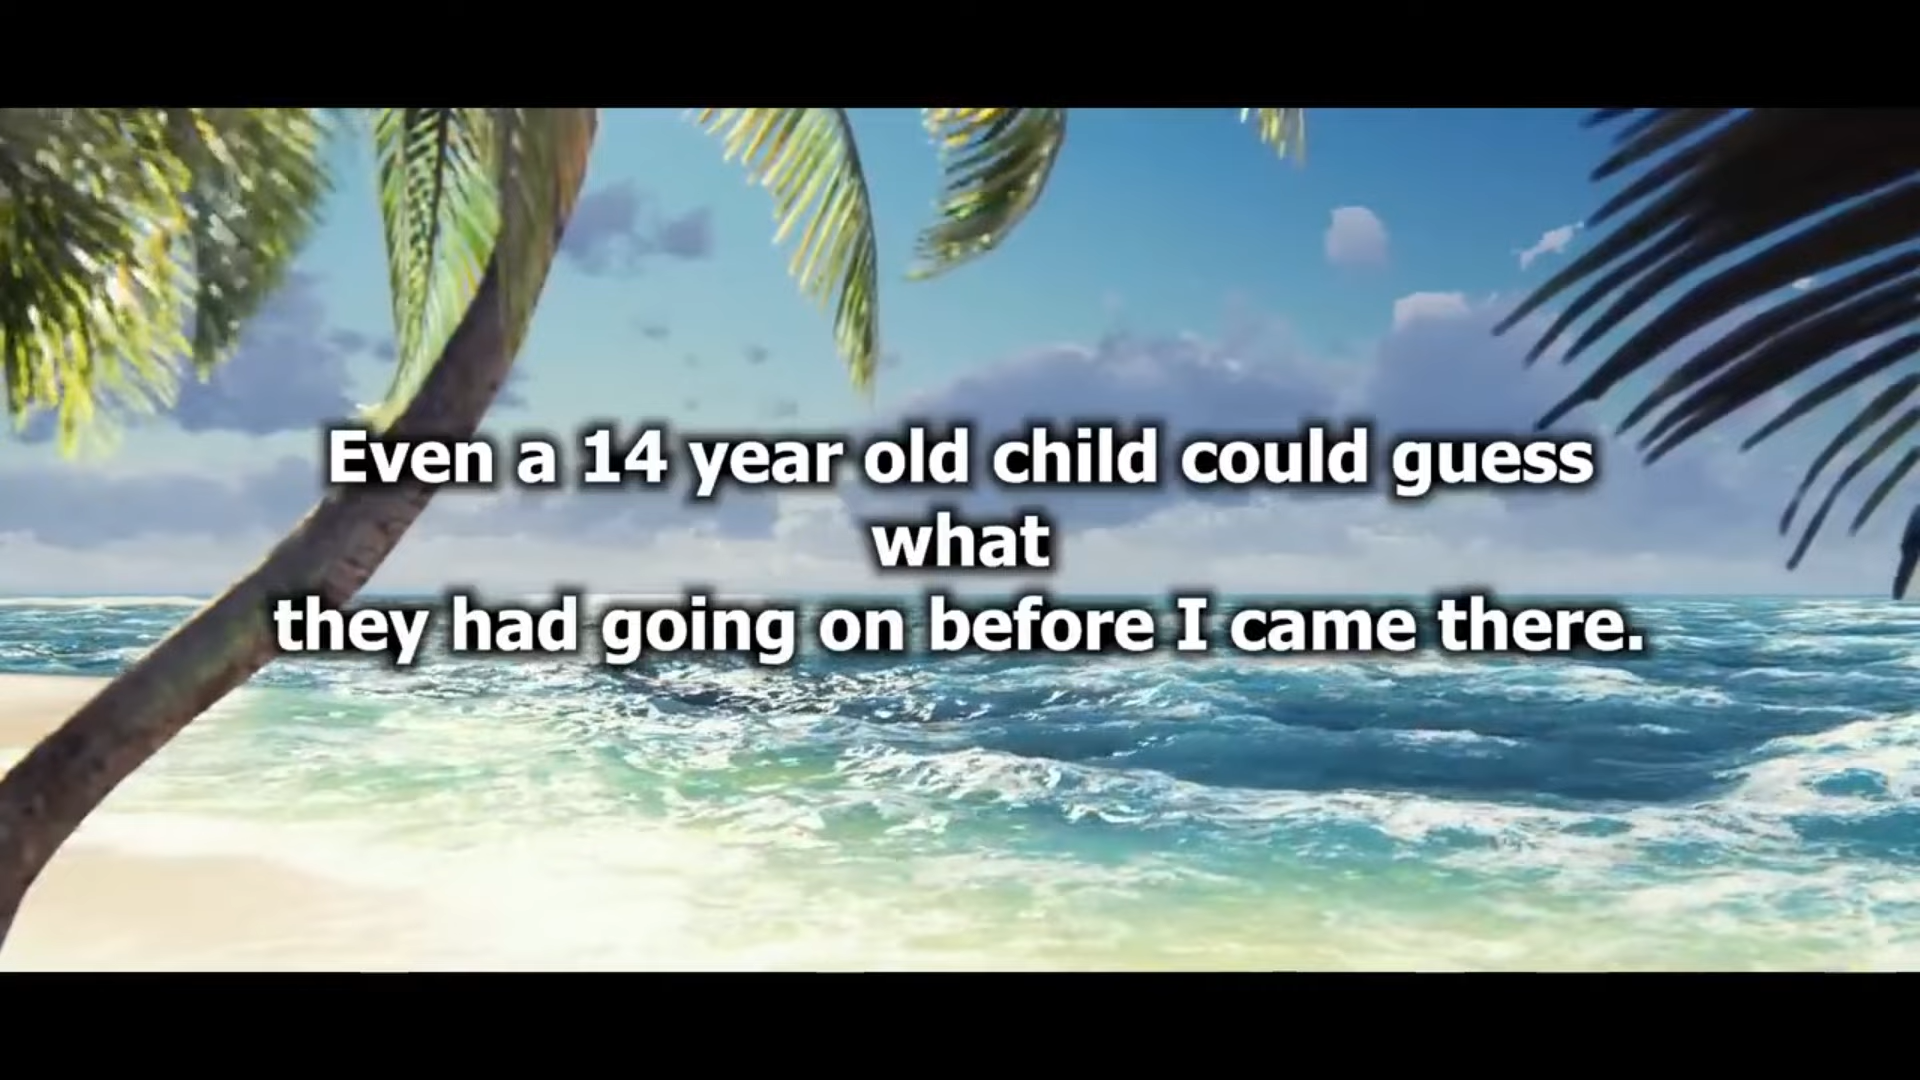 Even a 14 year old child could guess
what
they had going on before I came there.